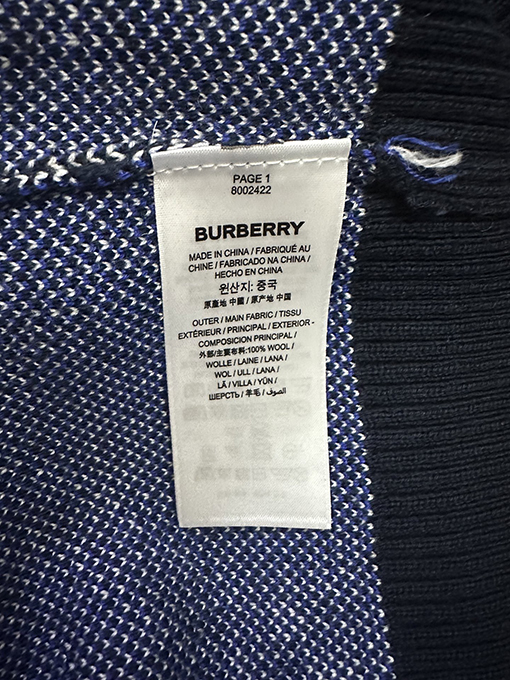 PAGE 1
8002422
BURBERRY
MADE IN CHINA / FABRIQUÉ AU
CHINE / FABRICADO NA CHINA /
HECHO EN CHINA
원산지: 중국
原產地 中國 / 原产地 中国
OUTER / MAIN FABRIC / TISSU
EXTÉRIEUR / PRINCIPAL / EXTERIOR -
COMPOSICIÓN PRINCIPAL /
外部/主要布料:100% WOOL /
WOLLE / LAINE / LANA /
WOL / ULL / LANA /
LÃ / VILLA / YÜN /
ШЕРСТЬ / 羊毛 / الصوف